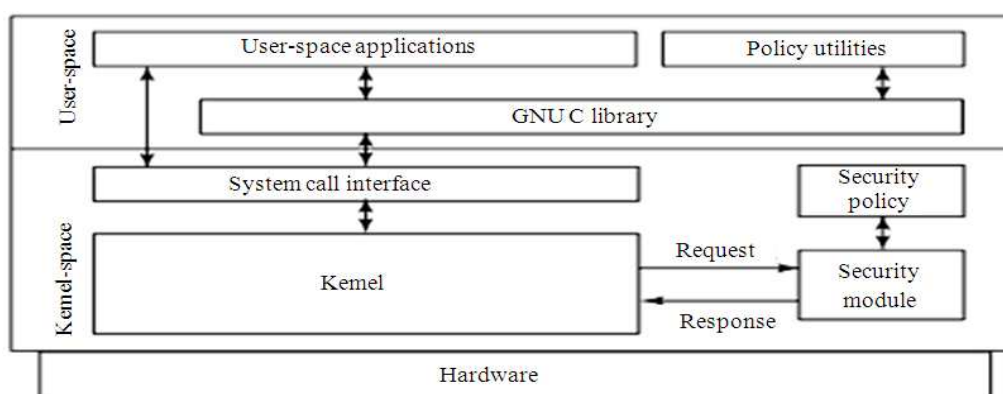 User-space
User-space applications
Policy utilities
GNU C library
Kernel-space
System call interface
Security
policy
Kernel
Request
Response
Security
module
Hardware